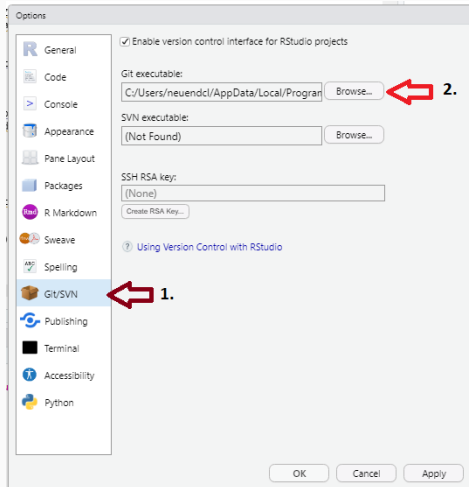 Options
General
Code
Console
Appearance
Pane Layout
Packages
Rmd R Markdown
Sweave
ABC Spelling
Git/SVN
Publishing
Terminal
Accessibility
Python
Enable version control interface for RStudio projects
Git executable:
C:/Users/neuendcl/AppData/Local/Program Browse... 2.
SVN executable:
(Not Found) Browse...
SSH RSA key:
(None)
Create RSA Key...
? Using Version Control with RStudio
1.
OK Cancel Apply